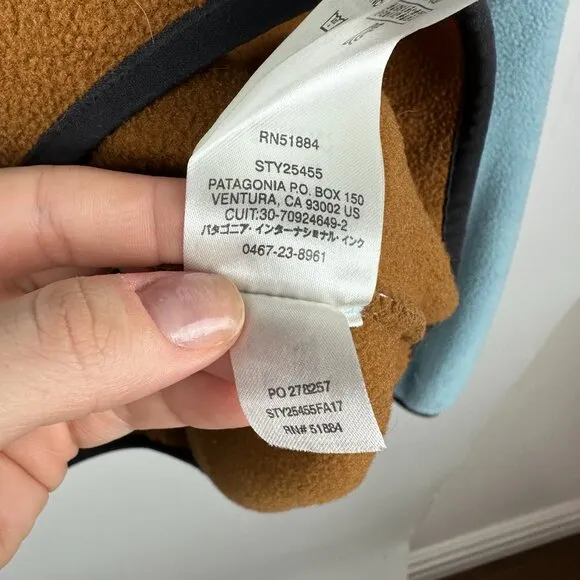 RN51884
STY25455
PATAGONIA P.O. BOX 150
VENTURA, CA 93002 US
CUIT:30-70924649-2
パタゴニア・インターナショナル・インク
0467-23-8961
PO 278257
STY25455FA17
RN# 51884